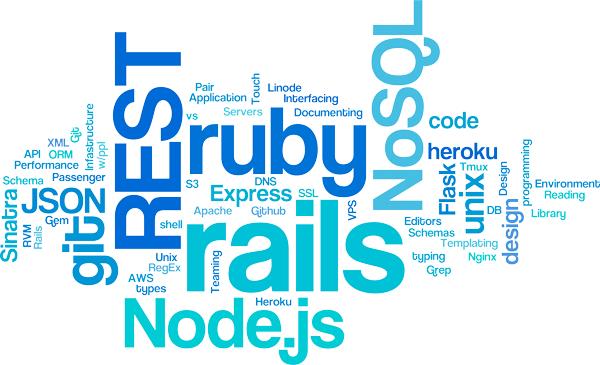 Pair
Application
Touch
Linode
Interfacing
vs
Servers
Documenting
REST
ruby
NoSQL
code
heroku
XML
Git
Infastructure
w/ppl
API
ORM
Performance
Schema
Passenger
S3
DNS
Express
SSL
VPS
Flask
Tmux
unix
Design
programming
Environment
Reading
Library
DB
design
Sinatra
JSON
RVM
Rails
Gem
git
shell
Apache
Github
rails
Editors
Schemas
Templating
typing
Nginx
Grep
Unix
RegEx
AWS
types
Teaming
Heroku
Node.js